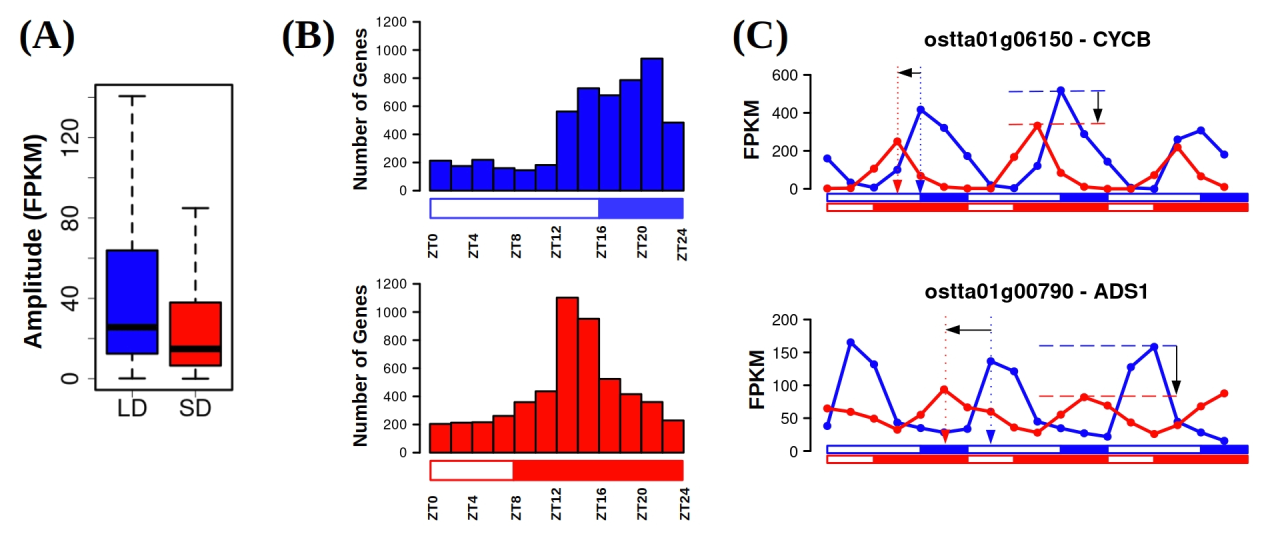 (A)
Amplitude (FPKM)
120
80
40
0
LD SD
(B)
Number of Genes
1200
1000
800
600
400
200
0
ZT0 ZT4 ZT8 ZT12 ZT16 ZT20 ZT24
Number of Genes
1200
1000
800
600
400
200
0
ZT0 ZT4 ZT8 ZT12 ZT16 ZT20 ZT24
(C)
ostta01g06150 - CYCB
FPKM
600
400
200
0
ostta01g00790 - ADS1
FPKM
200
150
100
50
0